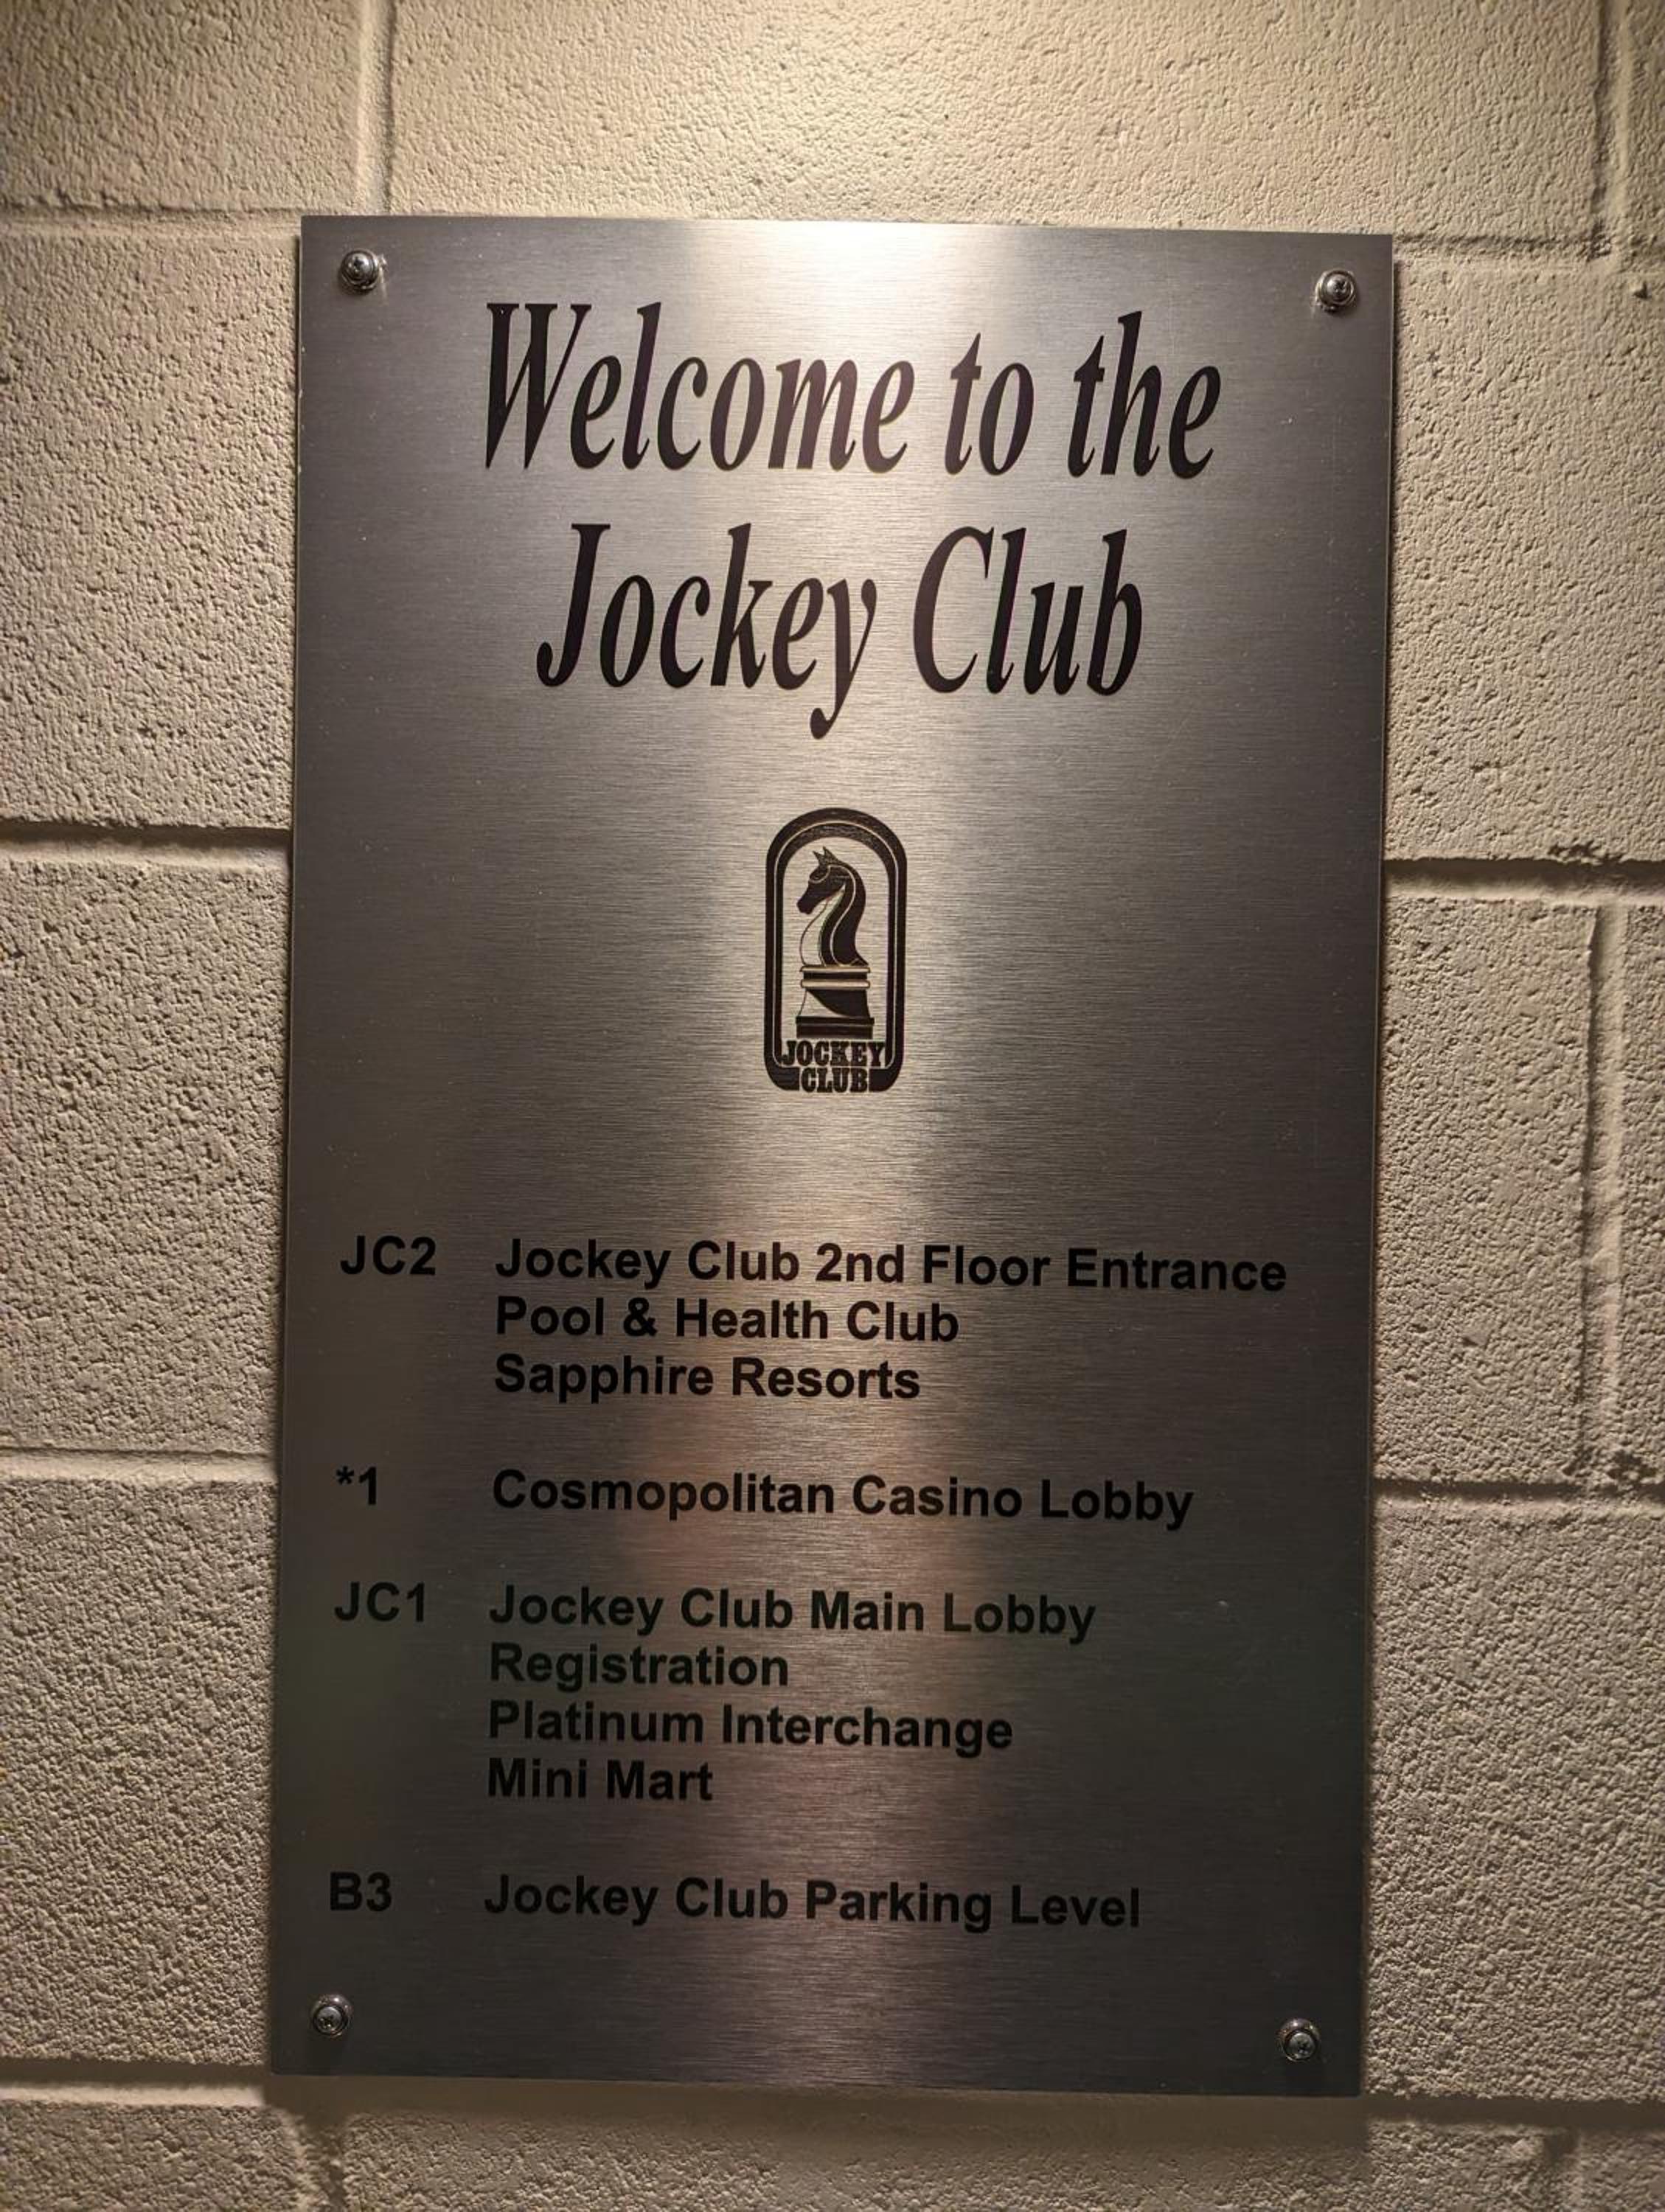 Welcome to the
Jockey Club
JOCKEY
CLUB
JC2 Jockey Club 2nd Floor Entrance
Pool & Health Club
Sapphire Resorts
*1 Cosmopolitan Casino Lobby
JC1 Jockey Club Main Lobby
Registration
Platinum Interchange
Mini Mart
B3 Jockey Club Parking Level